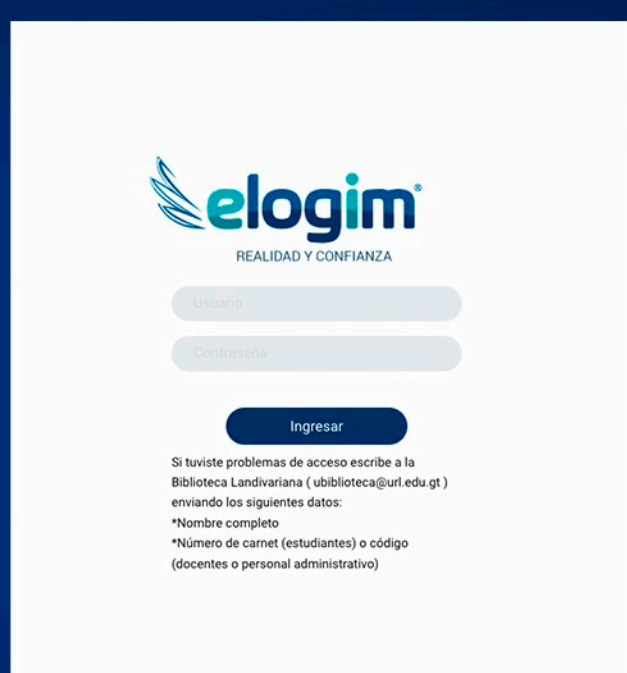 elogim®
REALIDAD Y CONFIANZA
Usuario
Contraseña
Ingresar
Si tuviste problemas de acceso escribe a la
Biblioteca Landivariana ( ubiblioteca@url.edu.gt )
enviando los siguientes datos:
*Nombre completo
*Número de carnet (estudiantes) o código
(docentes o personal administrativo)